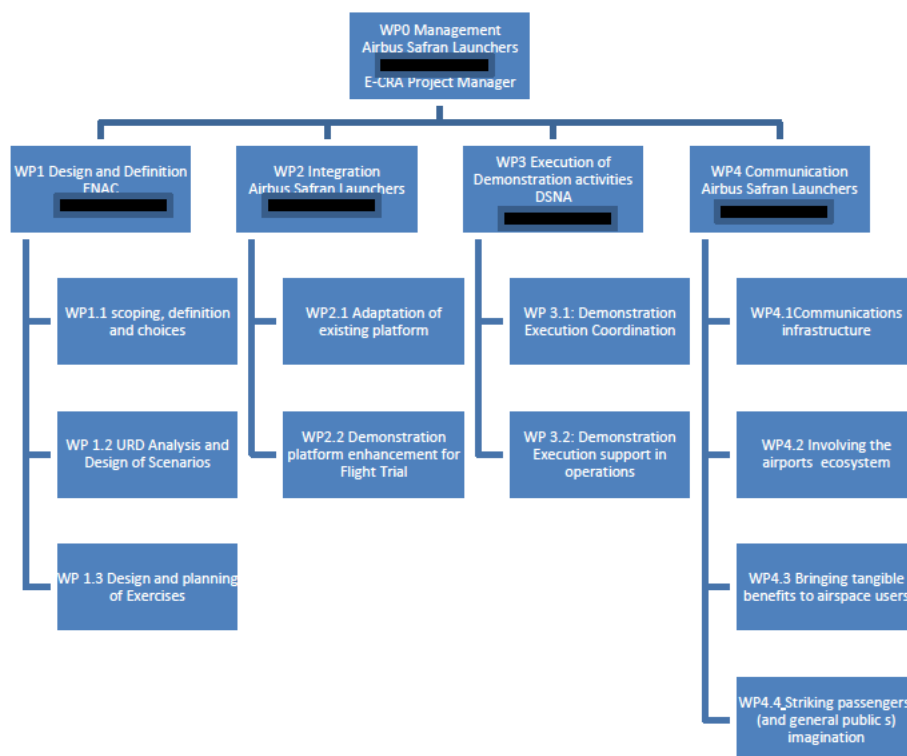 WP0 Management
Airbus Safran Launchers
E-CRA Project Manager
WP1 Design and Definition
ENAC
WP2 Integration
Airbus Safran Launchers
WP3 Execution of
Demonstration activities
DSNA
WP4 Communication
Airbus Safran Launchers
WP1.1 scoping, definition
and choices
WP 1.2 URD Analysis and
Design of Scenarios
WP 1.3 Design and planning
of Exercises
WP2.1 Adaptation of
existing platform
WP2.2 Demonstration
platform enhancement for
Flight Trial
WP 3.1: Demonstration
Execution Coordination
WP 3.2: Demonstration
Execution support in
operations
WP4.1Communications
infrastructure
WP4.2 Involving the
airports ecosystem
WP4.3 Bringing tangible
benefits to airspace users
WP4.4_Striking passengers
(and general public s)
imagination